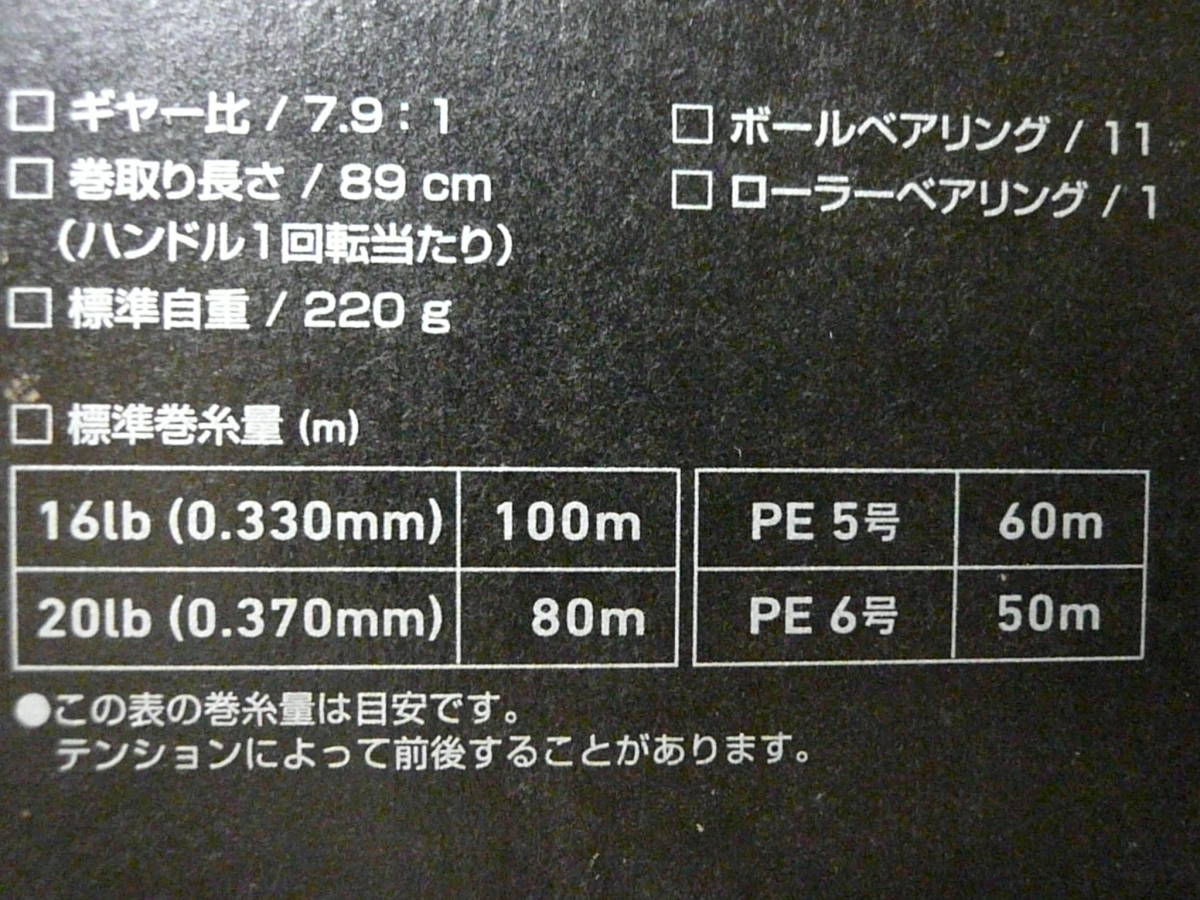 □ ギヤー比 / 7.9 : 1
□ 巻取り長さ / 89 cm
(ハンドル1回転当たり)
□ 標準自重 / 220 g
□ ボールベアリング / 11
□ ローラーベアリング / 1
□ 標準巻糸量 (m)
16lb (0.330mm) 100m
20lb (0.370mm) 80m
PE 5号 60m
PE 6号 50m
●この表の巻糸量は目安です。
テンションによって前後することがあります。